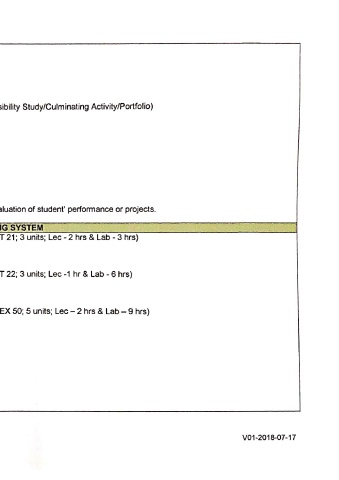 sibility Study/Culminating Activity/Portfolio)
aluation of student' performance or projects.
NG SYSTEM
T 21; 3 units; Lec - 2 hrs & Lab - 3 hrs)
T 22; 3 units; Lec -1 hr & Lab - 6 hrs)
EX 50; 5 units; Lec – 2 hrs & Lab – 9 hrs)
V01-2018-07-17